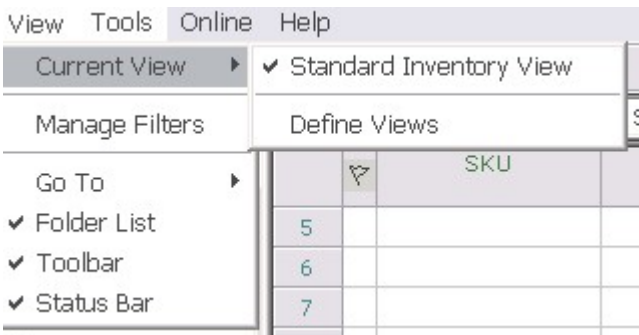 View Tools Online Help
Current View
Standard Inventory View
Manage Filters
Define Views
Go To
Folder List
Toolbar
Status Bar
SKU
5
6
7